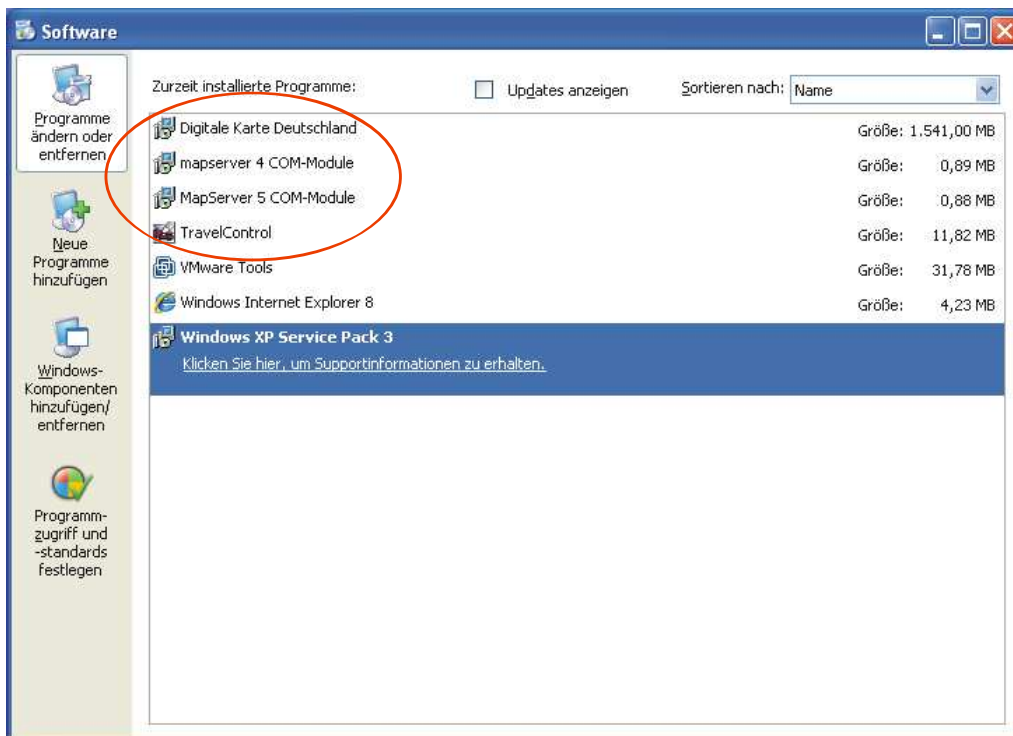 Software
Programme
ändern oder
entfernen
Neue
Programme
hinzufügen
Windows-
Komponenten
hinzufügen/
entfernen
Programm-
zugriff und
-standards
festlegen
Zurzeit installierte Programme:
Updates anzeigen
Sortieren nach: Name
Digitale Karte Deutschland Größe: 1.541,00 MB
mapserver 4 COM-Module Größe: 0,89 MB
MapServer 5 COM-Module Größe: 0,88 MB
TravelControl Größe: 11,82 MB
VMware Tools Größe: 31,78 MB
Windows Internet Explorer 8 Größe: 4,23 MB
Windows XP Service Pack 3
Klicken Sie hier, um Supportinformationen zu erhalten.